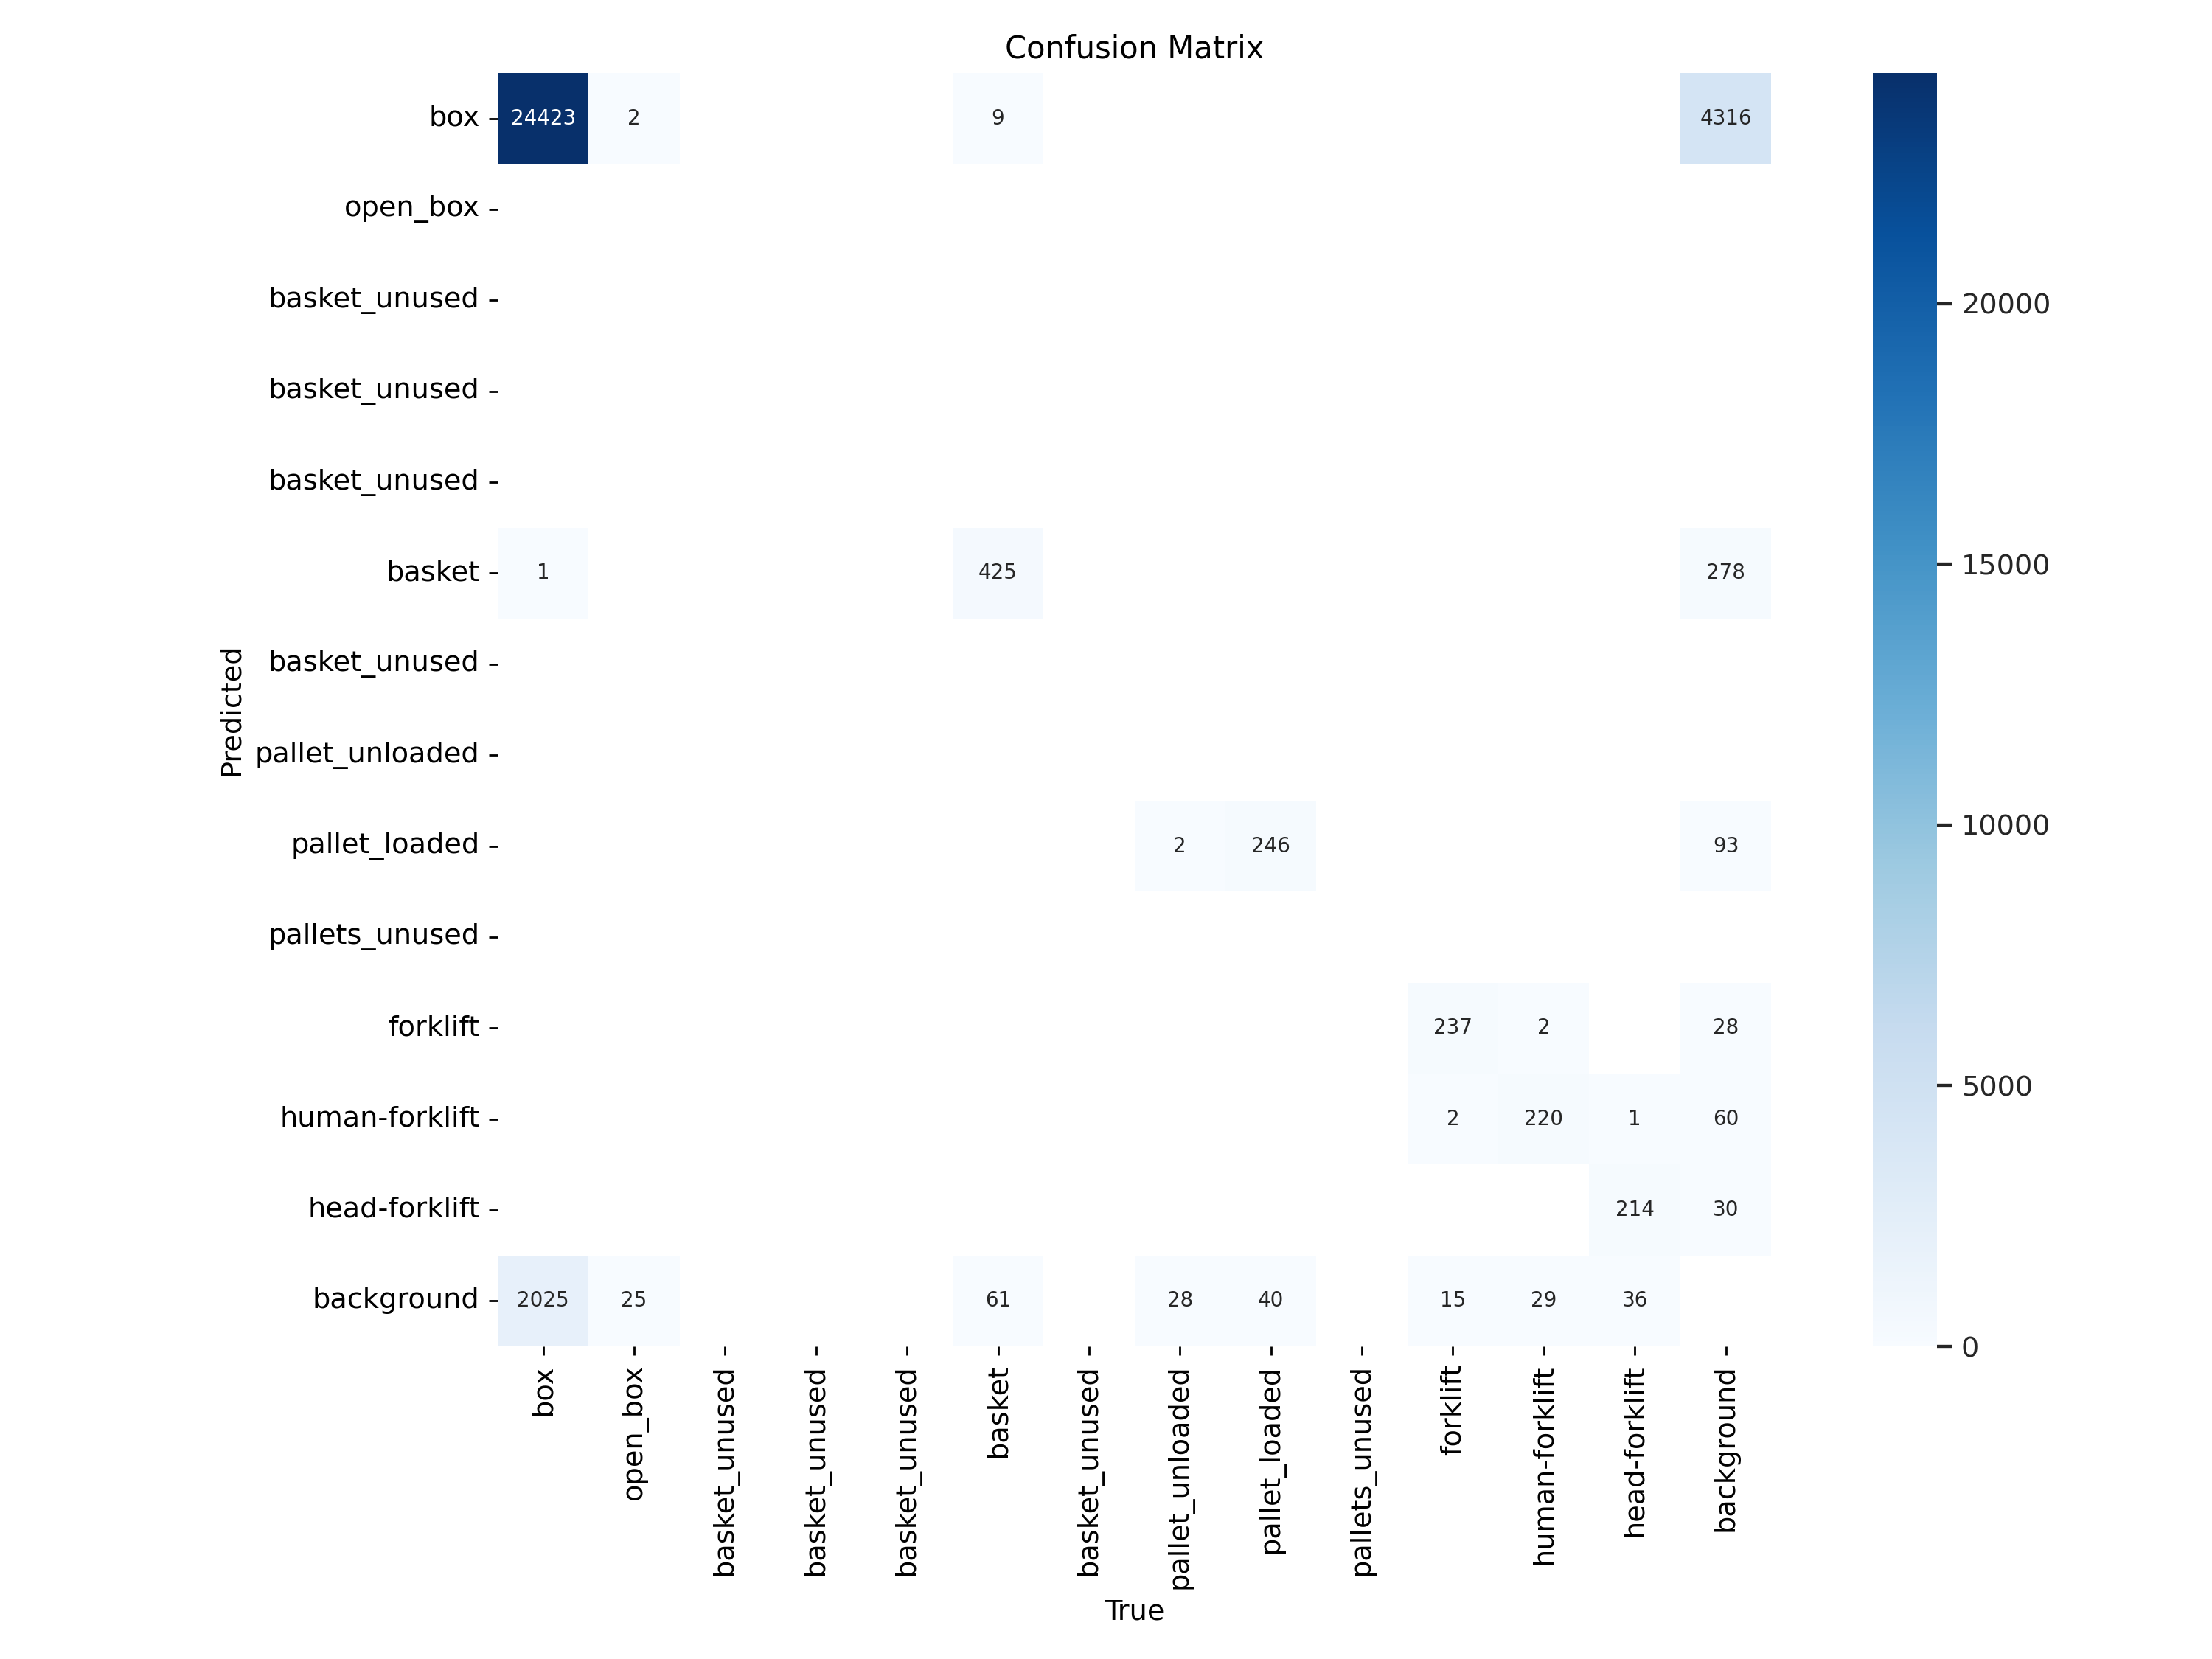 Confusion Matrix
box 24423 2 9 4316
open_box
basket_unused
20000
basket_unused
basket_unused
15000
basket 1 425 278
basket_unused
Predicted
pallet_unloaded
10000
pallet_loaded 2 246 93
pallets_unused
forklift 237 2 28
5000
human-forklift 2 220 1 60
head-forklift 214 30
background 2025 25 61 28 40 15 29 36
0
box
open_box
basket_unused
basket_unused
basket_unused
basket
basket_unused
pallet_unloaded
pallet_loaded
pallets_unused
forklift
human-forklift
head-forklift
background
True